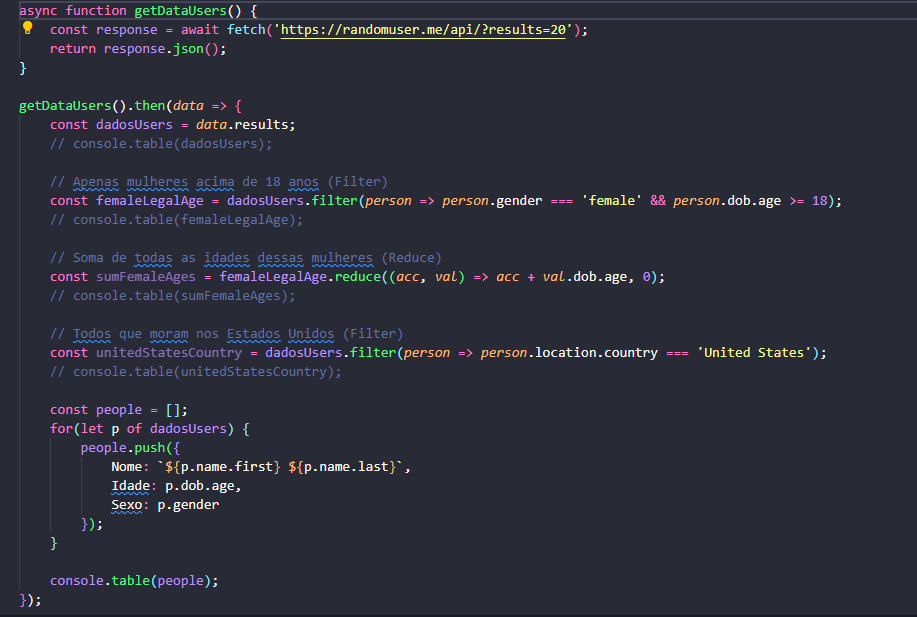 async function getDataUsers() {
    const response = await fetch('https://randomuser.me/api/?results=20');
    return response.json();
}

getDataUsers().then(data => {
    const dadosUsers = data.results;
    // console.table(dadosUsers);

    // Apenas mulheres acima de 18 anos (Filter)
    const femaleLegalAge = dadosUsers.filter(person => person.gender === 'female' && person.dob.age >= 18);
    // console.table(femaleLegalAge);

    // Soma de todas as idades dessas mulheres (Reduce)
    const sumFemaleAges = femaleLegalAge.reduce((acc, val) => acc + val.dob.age, 0);
    // console.table(sumFemaleAges);

    // Todos que moram nos Estados Unidos (Filter)
    const unitedStatesCountry = dadosUsers.filter(person => person.location.country === 'United States');
    // console.table(unitedStatesCountry);

    const people = [];
    for(let p of dadosUsers) {
        people.push({
            Nome: `${p.name.first} ${p.name.last}`,
            Idade: p.dob.age,
            Sexo: p.gender
        });
    }

    console.table(people);
});